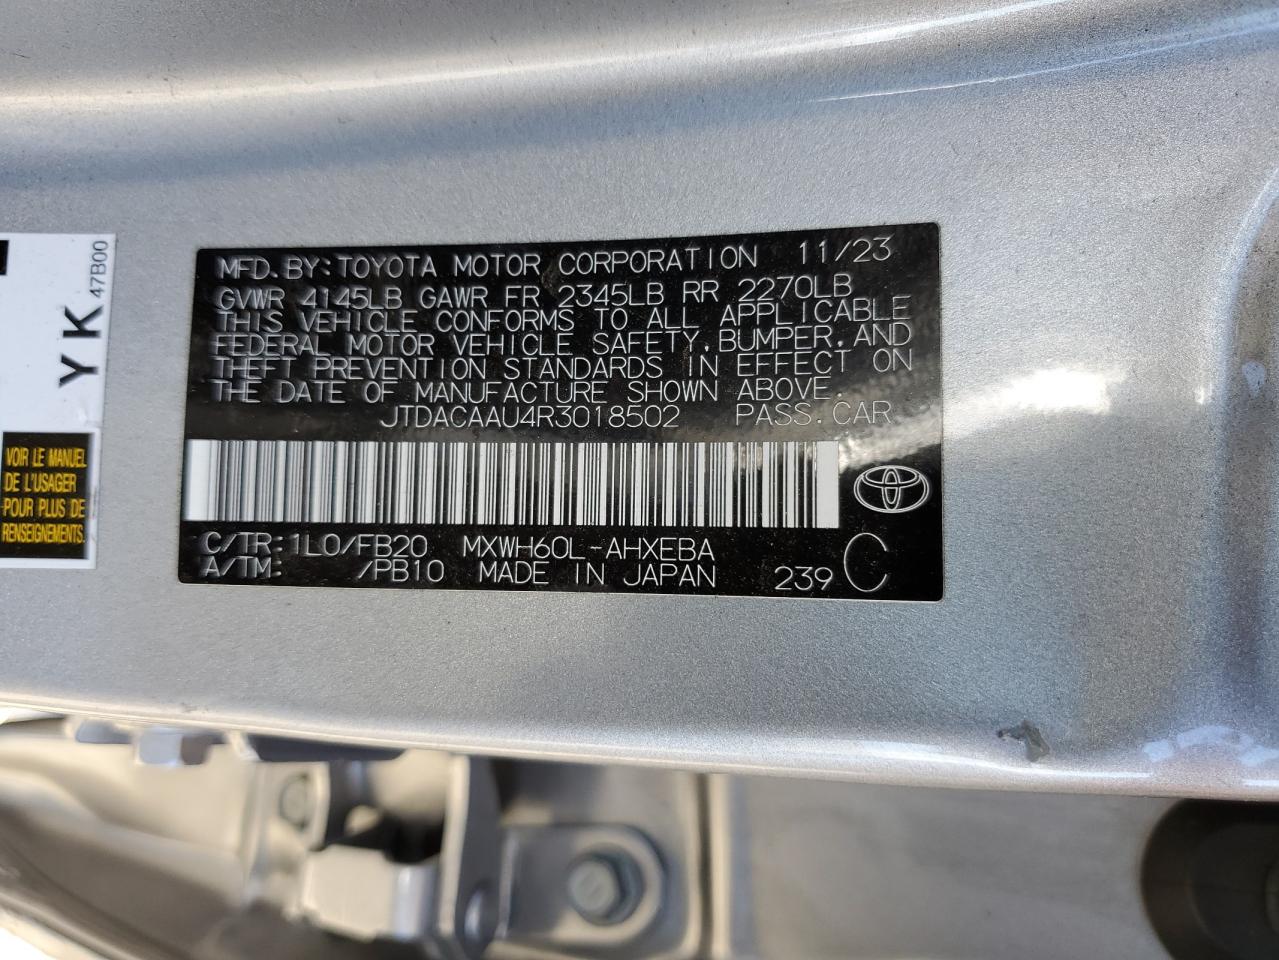 MFD. BY: TOYOTA MOTOR CORPORATION 11/23
GVWR 4145LB GAWR FR 2345LB RR 2270LB
THIS VEHICLE CONFORMS TO ALL APPLICABLE
FEDERAL MOTOR VEHICLE SAFETY, BUMPER, AND
THEFT PREVENTION STANDARDS IN EFFECT ON
THE DATE OF MANUFACTURE SHOWN ABOVE.
JTDACAAU4R3018502 PASS. CAR
C/TR: 1L0/FB20 MXWH60L-AHXEBA
A/TM: /PB10 MADE IN JAPAN 239 C
YK
47B00
VOIR LE MANUEL
DE L'USAGER
POUR PLUS DE
RENSEIGNEMENTS.